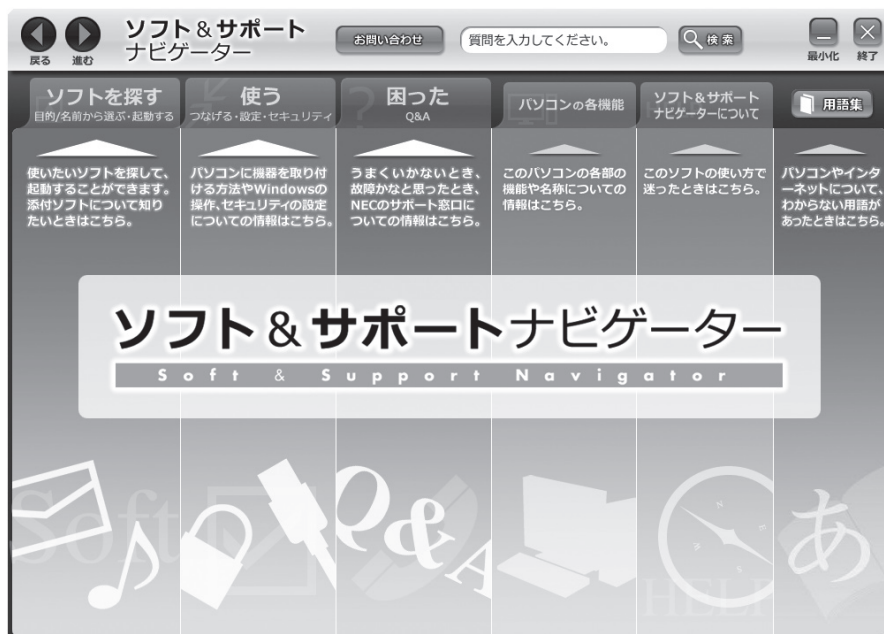 戻る
進む
ソフト&サポート
ナビゲーター
お問い合わせ
質問を入力してください。
検索
最小化
終了
ソフトを探す
目的/名前から選ぶ・起動する
使う
つなげる・設定・セキュリティ
困った
Q&A
パソコンの各機能
ソフト&サポート
ナビゲーターについて
用語集
使いたいソフトを探して、
起動することができます。
添付ソフトについて知り
たいときはこちら。
パソコンに機器を取り付
ける方法やWindowsの
操作、セキュリティの設定
についての情報はこちら。
うまくいかないとき、
故障かなと思ったとき、
NECのサポート窓口に
ついての情報はこちら。
このパソコンの各部の
機能や名称についての
情報はこちら。
このソフトの使い方で
迷ったときはこちら。
パソコンやインタ
ーネットについて、
わからない用語が
あったときはこちら。
ソフト&サポートナビゲーター
Soft & Support Navigator
Soft
Q&A
HELP
あ